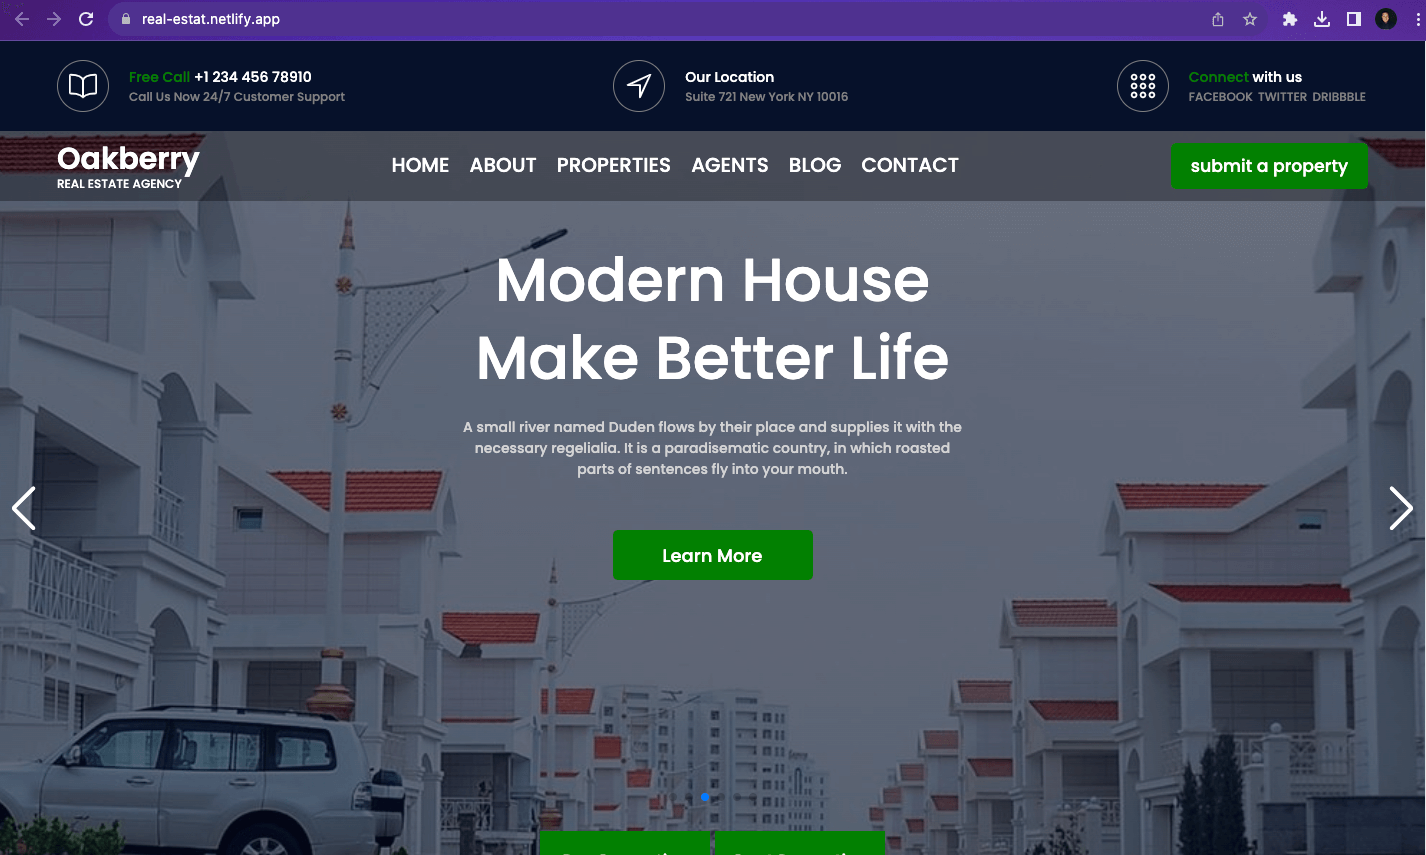 real-estat.netlify.app
Free Call +1 234 456 78910
Call Us Now 24/7 Customer Support
Our Location
Suite 721 New York NY 10016
Connect with us
FACEBOOK TWITTER DRIBBBLE
Oakberry
REAL ESTATE AGENCY
HOME ABOUT PROPERTIES AGENTS BLOG CONTACT
submit a property
Modern House
Make Better Life
A small river named Duden flows by their place and supplies it with the
necessary regelialia. It is a paradisematic country, in which roasted
parts of sentences fly into your mouth.
Learn More